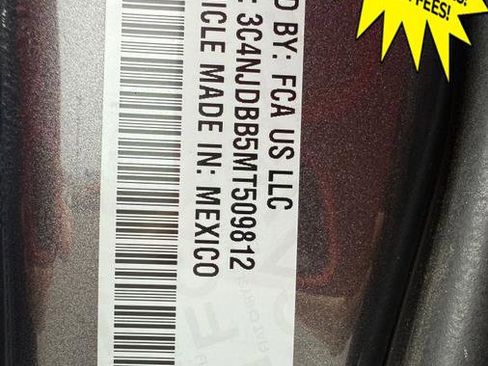 D BY: FCA US LLC
: 3C4NJDBB5MT509812
ICLE MADE IN: MEXICO
FEES!